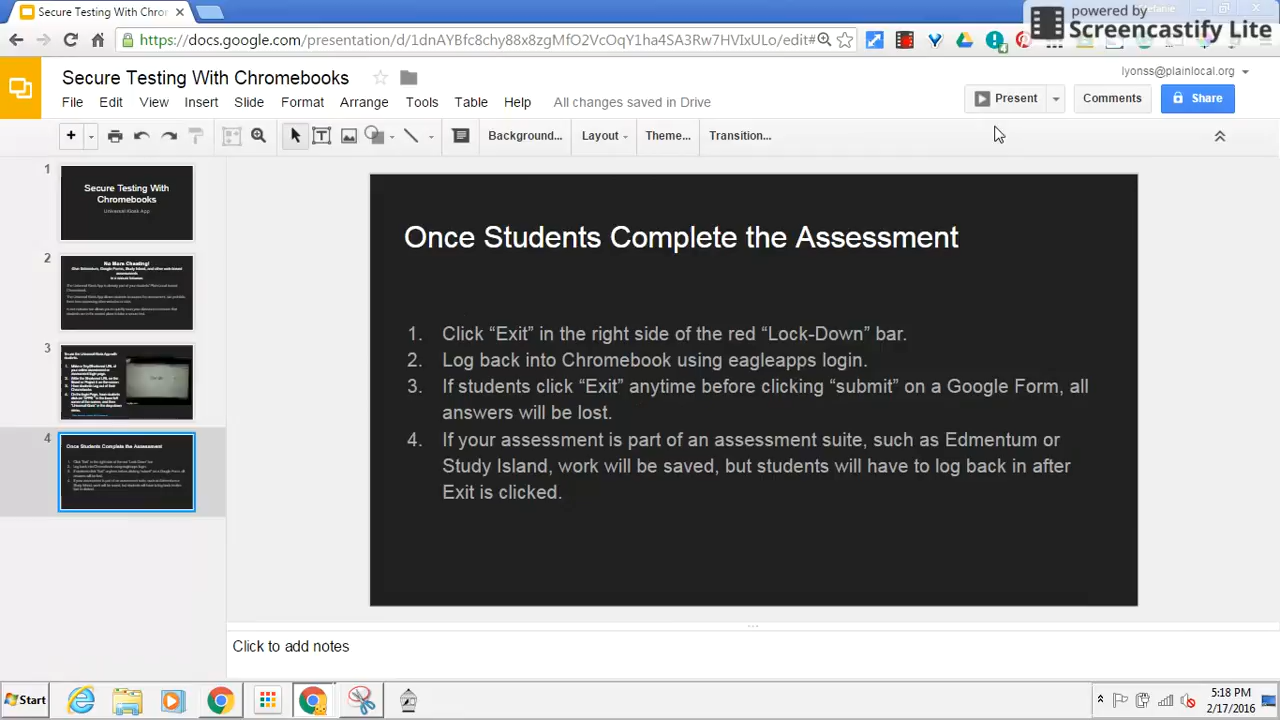 Secure Testing With Chro
powered by
Screencastify Lite
https://docs.google.com/pre
edit#
Secure Testing With Chromebooks
lyonss@plainlocal.org
File Edit View Insert Slide Format Arrange Tools Table Help All changes saved in Drive
Present Comments Share
Background... Layout Theme... Transition...
1
Secure Testing With
Chromebooks
Universal Kiosk App
2
No More Cheating!
3
4
Once Students Complete the Assessment
Once Students Complete the Assessment
1. Click “Exit” in the right side of the red “Lock-Down” bar.
2. Log back into chromebook using eaglenets login.
3. If students click “Exit” anytime before clicking “submit” on a Google Form, all
answers will be lost.
4. If your assessment is part of an assessment suite, such as Edmentum or
Study Island, work will be saved, but students will have to log back in after
Exit is clicked.
Click to add notes
Start
5:18 PM
2/17/2016